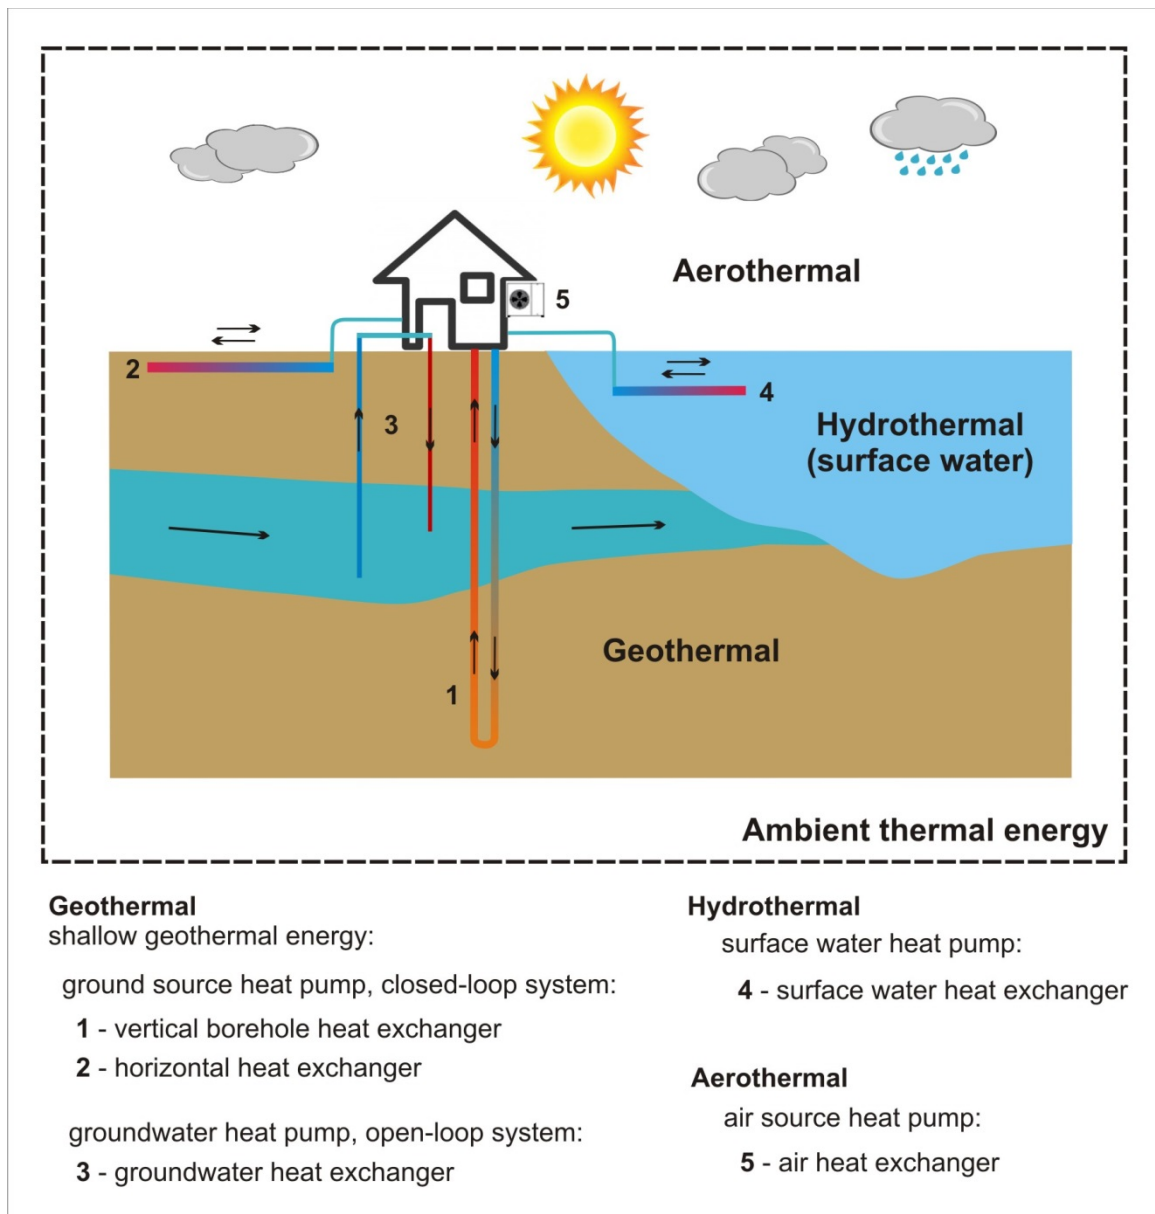 Aerothermal
5
2
4
3
Hydrothermal
(surface water)
Geothermal
1
Ambient thermal energy
Geothermal
shallow geothermal energy:
ground source heat pump, closed-loop system:
1 - vertical borehole heat exchanger
2 - horizontal heat exchanger
groundwater heat pump, open-loop system:
3 - groundwater heat exchanger
Hydrothermal
surface water heat pump:
4 - surface water heat exchanger
Aerothermal
air source heat pump:
5 - air heat exchanger